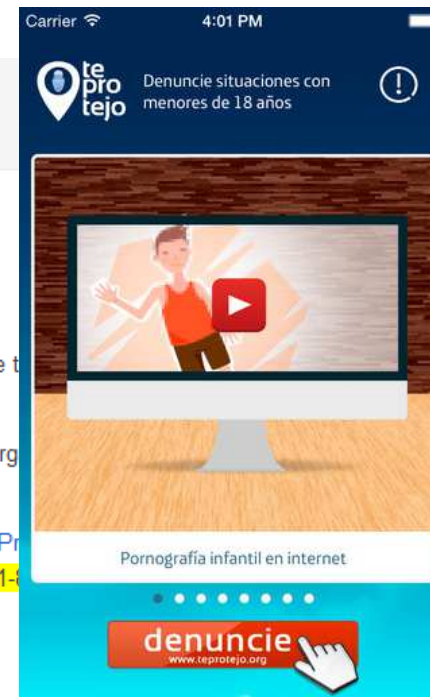 Carrier 4:01 PM
te
pro
tejo
Denuncie situaciones con
menores de 18 años
Pornografía infantil en internet
denuncie
www.teprotejo.org